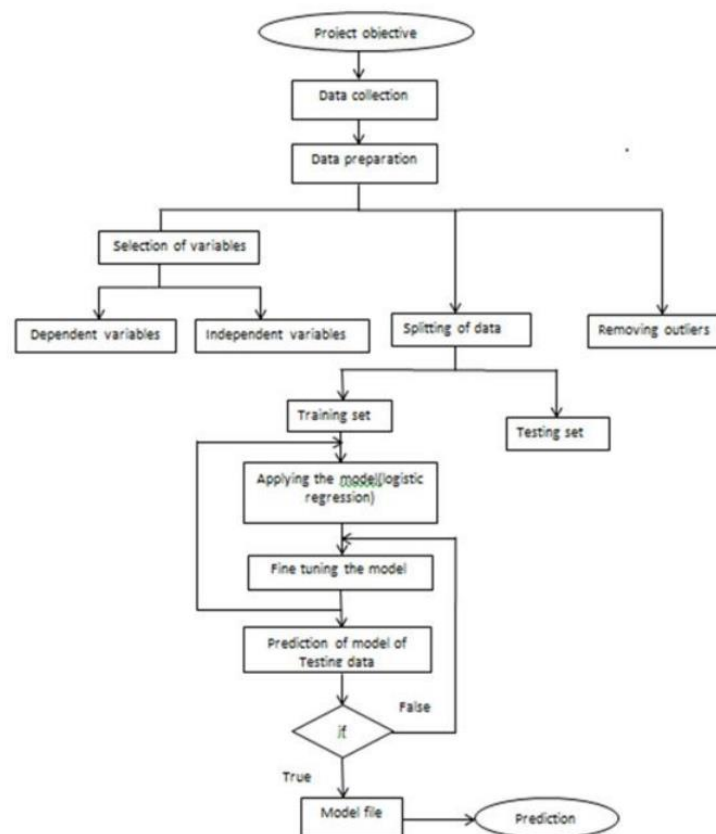 Project objective
Data collection
Data preparation
Selection of variables
Dependent variables
Independent variables
Splitting of data
Removing outliers
Training set
Testing set
Applying the model(logistic
regression)
Fine tuning the model
Prediction of model of
Testing data
False
if
True
Model file
Prediction